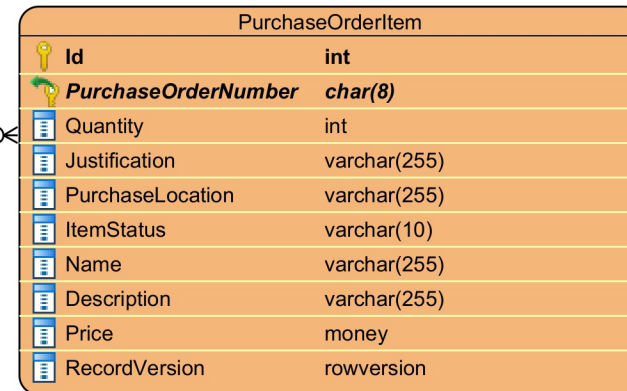 PurchaseOrderItem
Id int
PurchaseOrderNumber char(8)
Quantity int
Justification varchar(255)
PurchaseLocation varchar(255)
ItemStatus varchar(10)
Name varchar(255)
Description varchar(255)
Price money
RecordVersion rowversion